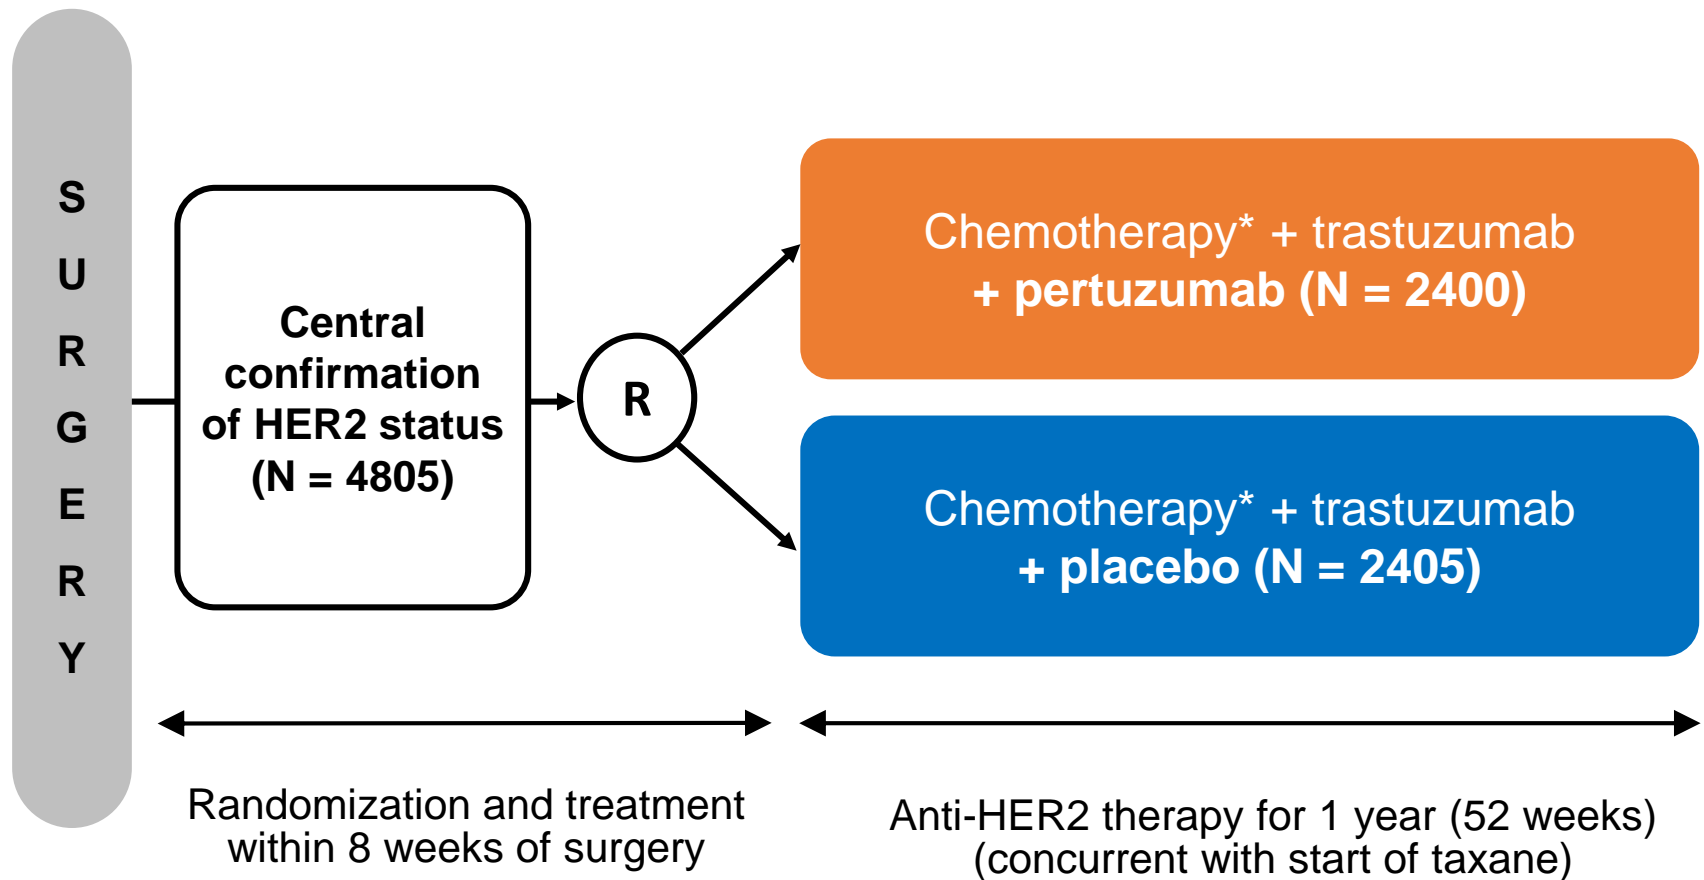 S
U
R
G
E
R
Y
Central
confirmation
of HER2 status
(N = 4805)
R
Chemotherapy* + trastuzumab
+ pertuzumab (N = 2400)
Chemotherapy* + trastuzumab
+ placebo (N = 2405)
Randomization and treatment
within 8 weeks of surgery
Anti-HER2 therapy for 1 year (52 weeks)
(concurrent with start of taxane)